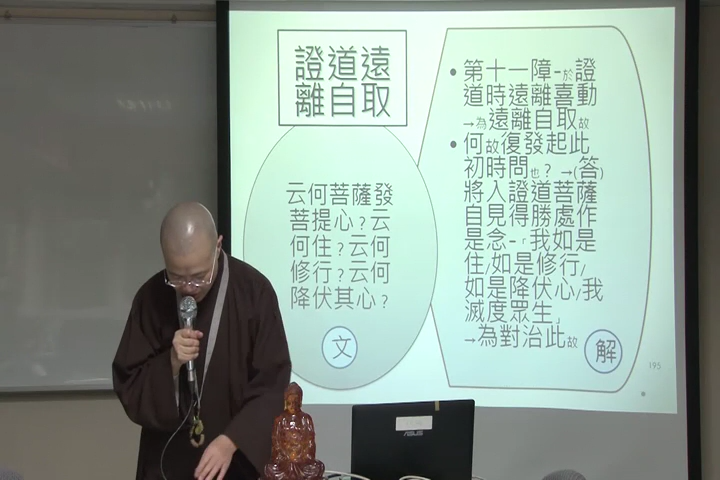 證道遠
離自取
云何菩薩發
菩提心？云
何住？云何
修行？云何
降伏其心？
文
• 第十一障-於證
道時遠離喜動
→為遠離自取故
• 何故復發起此
初時問也？→(答)
將入證道菩薩
自見得勝處作
是念-「我如是
住/如是修行/
如是降伏心/我
滅度眾生」
→為對治此故
解
195
ASUS